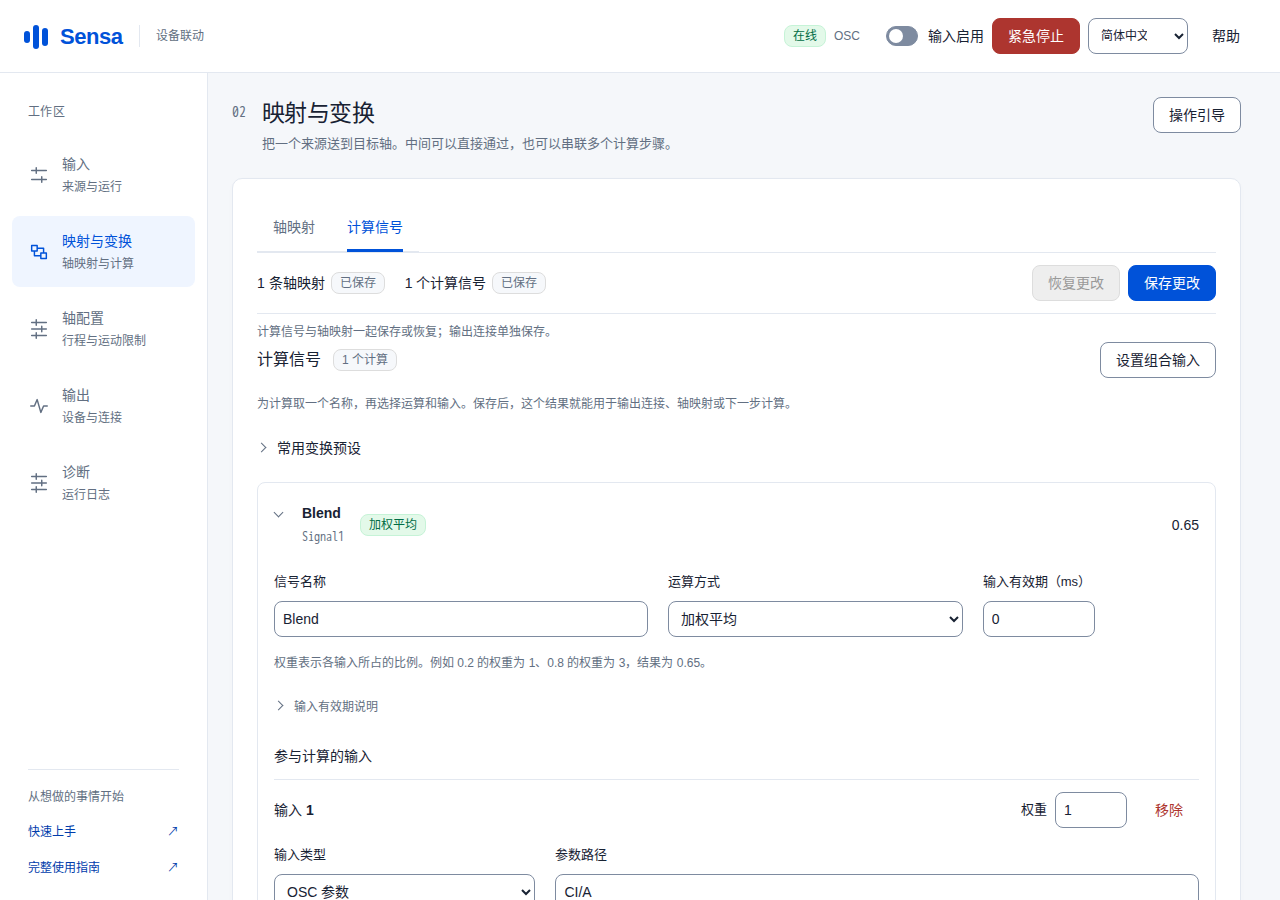 Sensa
设备联动
在线
OSC
输入启用
紧急停止
简体中文
帮助
工作区
输入
来源与运行
映射与变换
轴映射与计算
轴配置
行程与运动限制
输出
设备与连接
诊断
运行日志
从想做的事情开始
快速上手
完整使用指南
02
映射与变换
把一个来源送到目标轴。中间可以直接通过，也可以串联多个计算步骤。
操作引导
轴映射
计算信号
1 条轴映射
已保存
1 个计算信号
已保存
恢复更改
保存更改
计算信号与轴映射一起保存或恢复；输出连接单独保存。
计算信号
1 个计算
设置组合输入
为计算取一个名称，再选择运算和输入。保存后，这个结果就能用于输出连接、轴映射或下一步计算。
常用变换预设
Blend
Signal1
加权平均
0.65
信号名称
运算方式
输入有效期（ms）
Blend
加权平均
0
权重表示各输入所占的比例。例如 0.2 的权重为 1、0.8 的权重为 3，结果为 0.65。
输入有效期说明
参与计算的输入
输入 1
权重
1
移除
输入类型
参数路径
OSC 参数
CI/A